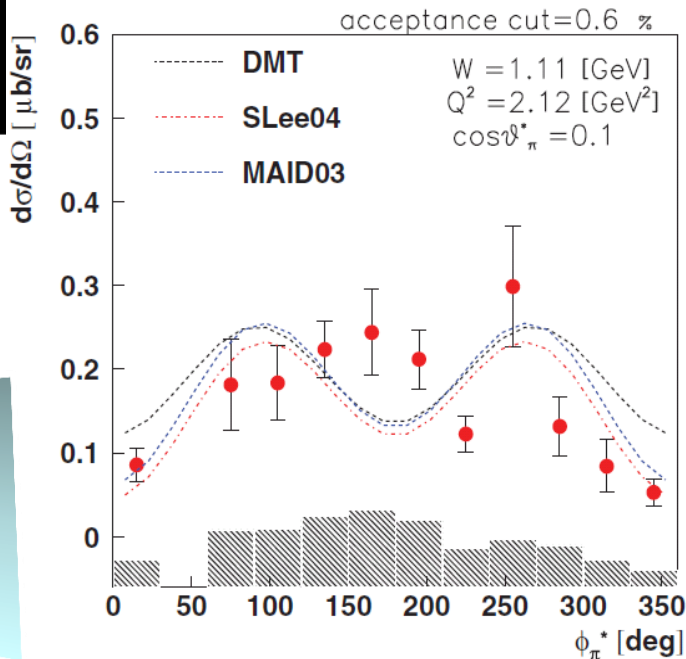 acceptance cut=0.6 %
0.6
0.5
0.4
0.3
0.2
0.1
0
dσ/dΩ [ μb/sr]
DMT
SLee04
MAID03
W =1.11 [GeV]
Q² =2.12 [GeV²]
cosϑ*π =0.1
0 50 100 150 200 250 300 350
ϕπ* [deg]